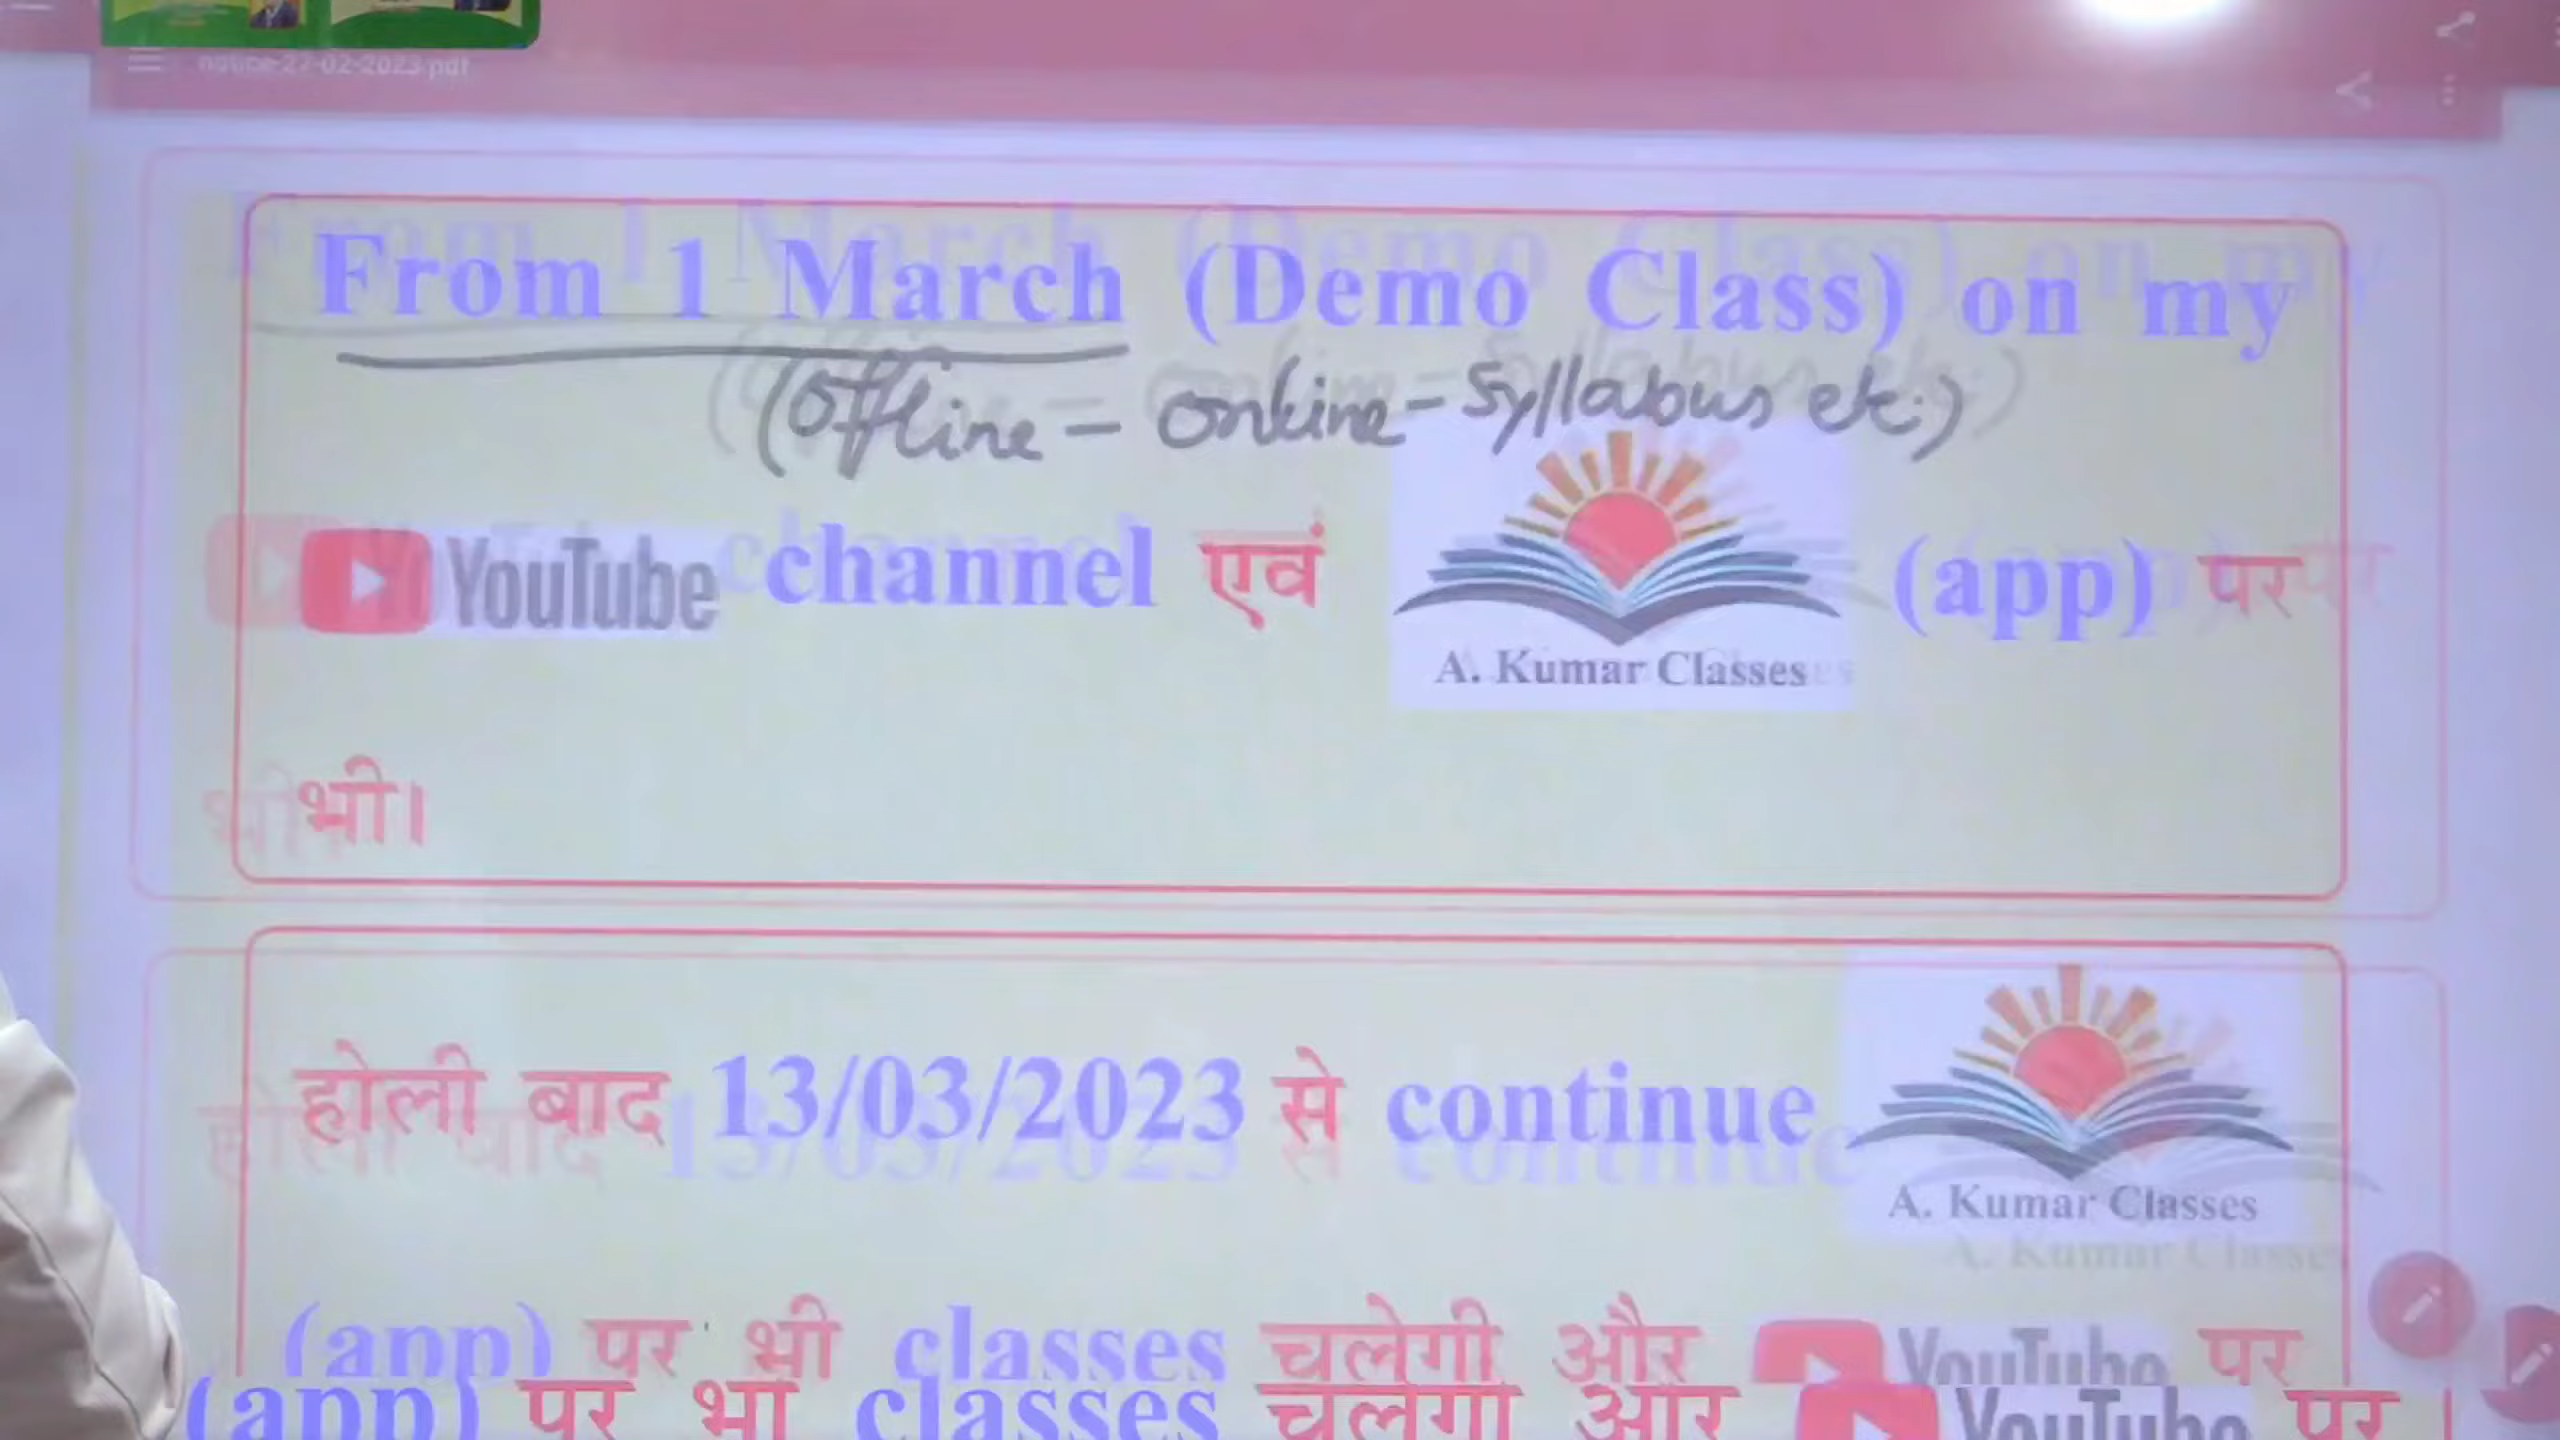 notice-27-02-2023.pdf
From 1 March (Demo Class) on my
(Offline - online - Syllabus etc.)
YouTube channel एवं A. Kumar Classes (app) पर
भी।
होली बाद 13/03/2023 से continue A. Kumar Classes
(app) पर भी classes चलेगी और YouTube पर